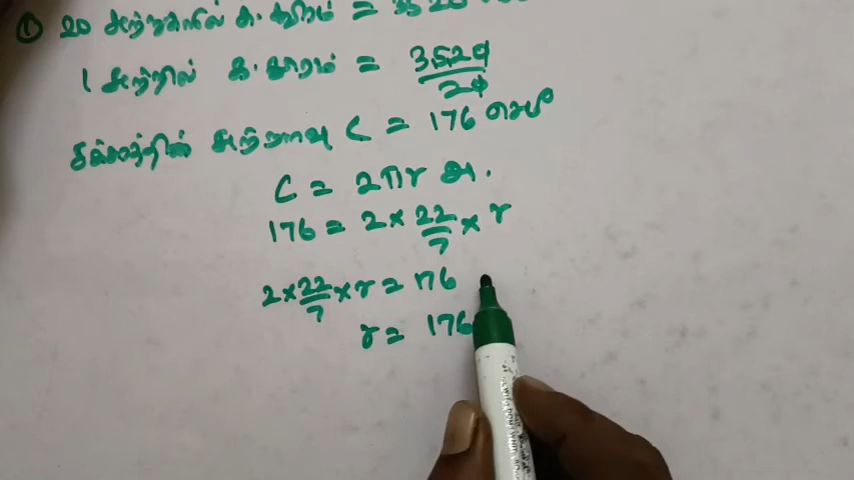 ① 20 சுற்றுகளில் க. தூரம் = 3520
1 சுற்றில் க. தூரம் = 3520/20
சக்கரத்தின் சுற்றளவு C = 176 செமீ
C = 2πr அ.
176 = 2 × 22/7 × r
2 × 22/7 × r = 176
r = 176